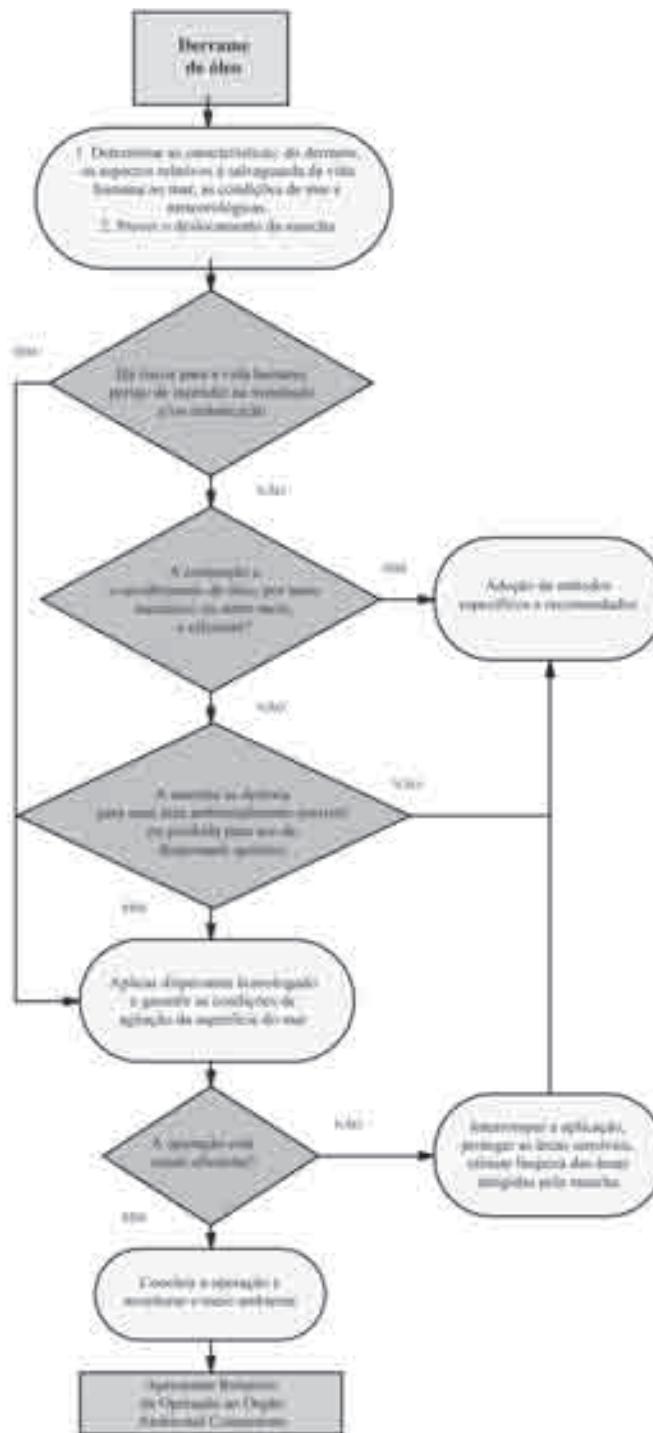 Derrame
de óleo
1. Determinar as características do derrame,
os aspectos relativos à salvaguarda da vida
humana no mar, as condições de mar e
meteorológicas.
2. Prever o deslocamento da mancha
SIM
Há riscos para a vida humana,
perigo de incêndio na
NÃO
A contenção e
o recolhimento do óleo, por
ou outro meio,
é eficiente?
SIM
Adoção de métodos
específicos e recomendados
NÃO
A mancha se desloca
para uma área ambientalmente sensível
ou proibida para uso de
dispersante químico
NÃO
SIM
Aplicar dispersante homologado
e garantir as condições de
agitação da superfície do mar
A operação está
sendo eficiente?
NÃO
Interromper a aplicação,
proteger as áreas sensíveis,
efetuar limpeza das áreas
atingidas pela mancha
SIM
Concluir a operação e
monitorar o meio ambiente
Apresentar Relatório
da Operação ao Órgão
Ambiental Competente